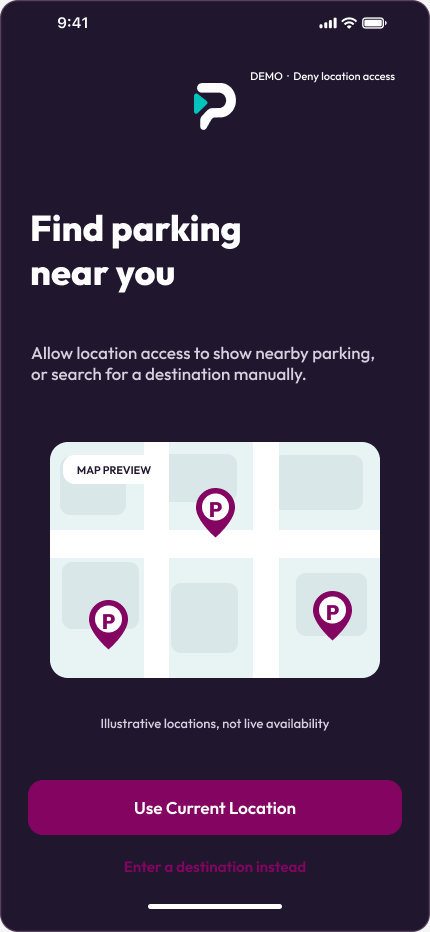 9:41
DEMO · Deny location access
Find parking
near you
Allow location access to show nearby parking,
or search for a destination manually.
MAP PREVIEW
P
P
P
Illustrative locations, not live availability
Use Current Location
Enter a destination instead